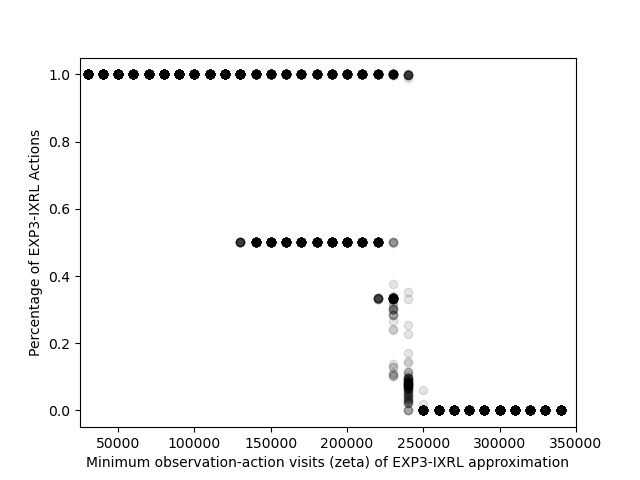 1.0
0.8
0.6
0.4
0.2
0.0
Percentage of EXP3-IXRL Actions
50000 100000 150000 200000 250000 300000 350000
Minimum observation-action visits (zeta) of EXP3-IXRL approximation